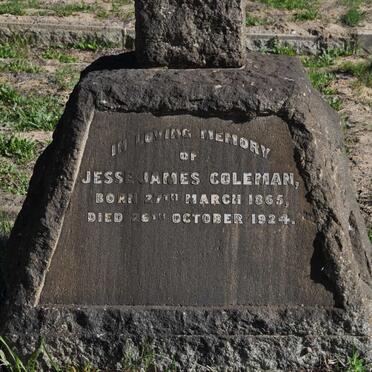 IN LOVING MEMORY
OF
JESSE JAMES COLEMAN,
BORN 27TH MARCH 1865,
DIED 26TH OCTOBER 1924.